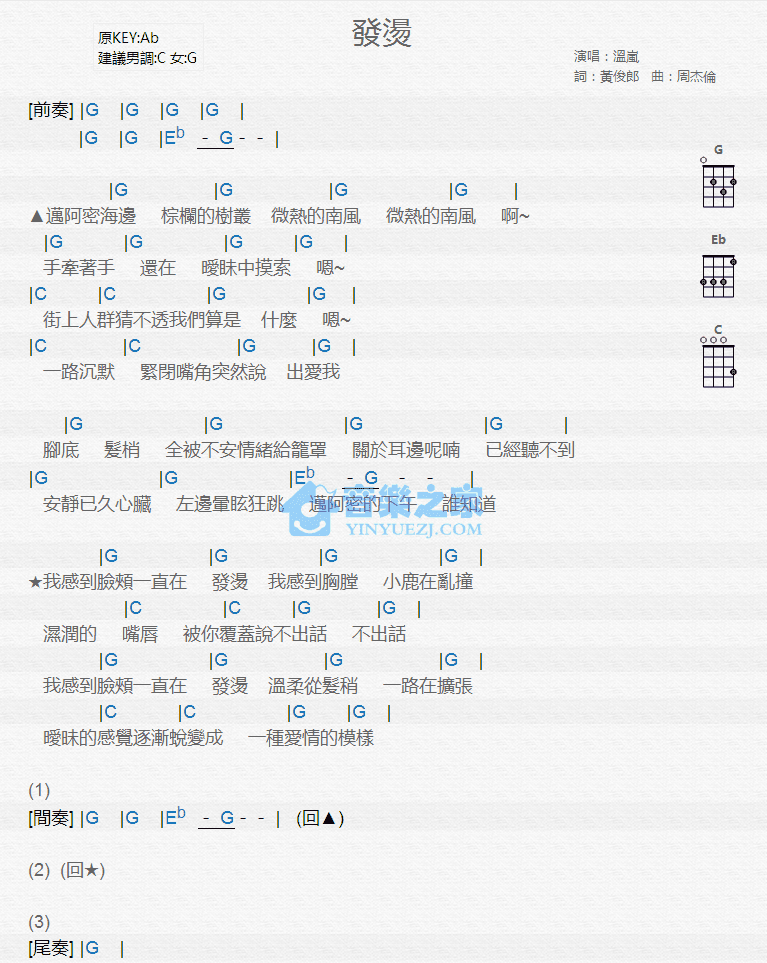 發燙
原KEY:Ab
建議男調:C 女:G
演唱：溫嵐
詞：黃俊郎 曲：周杰倫
[前奏] |G |G |G |G |
|G |G |Eb - G - - |
G
|G |G |G |G |
▲邁阿密海邊 棕櫚的樹叢 微熱的南風 微熱的南風 啊~
|G |G |G |G |
手牽著手 還在 曖昧中摸索 嗯~
Eb
|C |C |G |G |
街上人群猜不透我們算是 什麼 嗯~
C
|C |C |G |G |
一路沉默 緊閉嘴角突然說 出愛我
|G |G |G |G |
腳底 髮梢 全被不安情緒給籠罩 關於耳邊呢喃 已經聽不到
|G |G |Eb - G - - |
安靜已久心臟 左邊暈眩狂跳 邁阿密的下午 誰知道
音樂之家
YINYUEZJ.COM
|G |G |G |G |
★我感到臉頰一直在 發燙 我感到胸膛 小鹿在亂撞
|C |C |G |G |
濕潤的 嘴唇 被你覆蓋說不出話 不出話
|G |G |G |G |
我感到臉頰一直在 發燙 溫柔從髮稍 一路在擴張
|C |C |G |G |
曖昧的感覺逐漸蛻變成 一種愛情的模樣
(1)
[間奏] |G |G |Eb - G - - | (回▲)
(2) (回★)
(3)
[尾奏] |G |